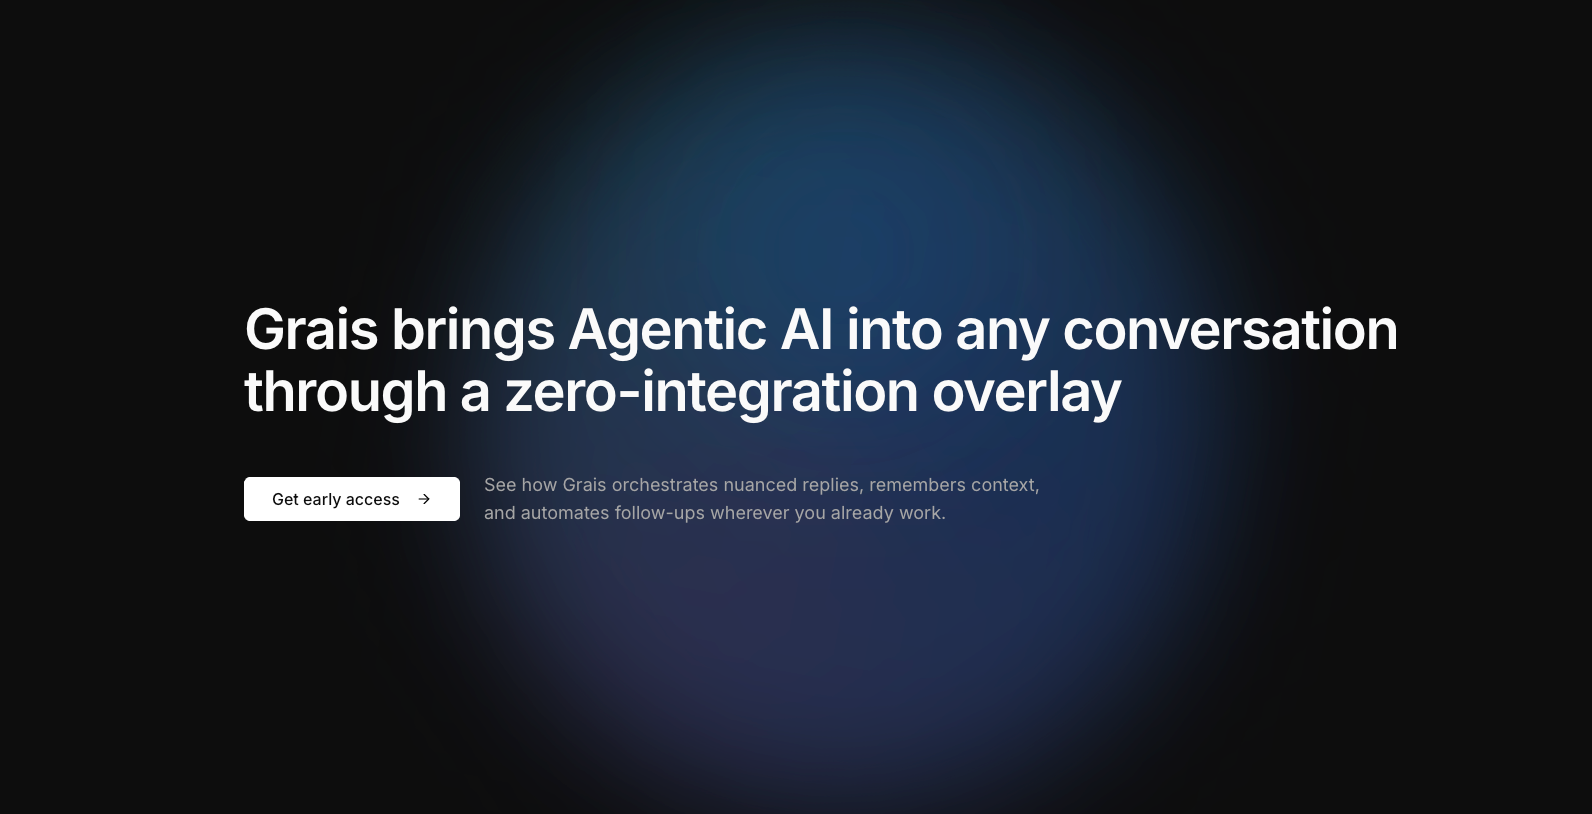 Grais brings Agentic AI into any conversation
through a zero-integration overlay
Get early access →
See how Grais orchestrates nuanced replies, remembers context,
and automates follow-ups wherever you already work.